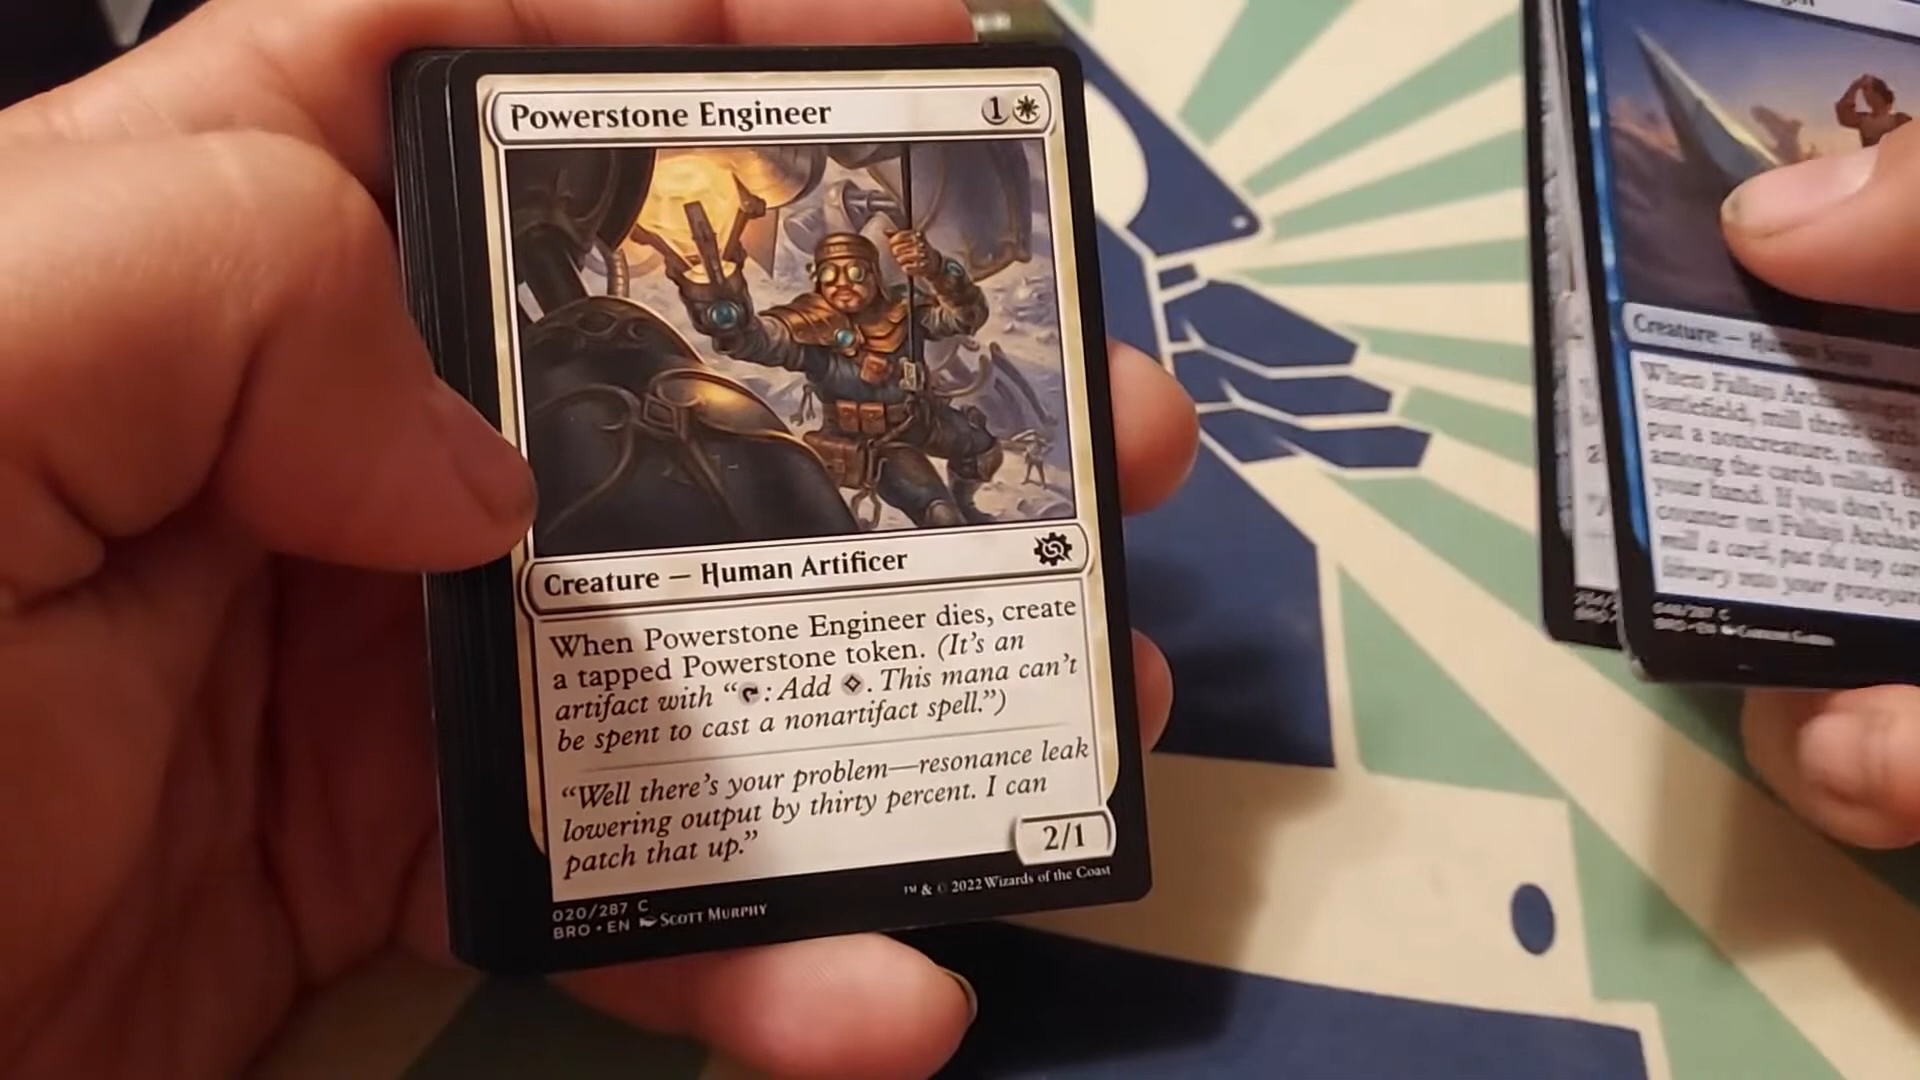 Powerstone Engineer 1
Creature — Human Artificer
When Powerstone Engineer dies, create
a tapped Powerstone token. (It's an
artifact with “: Add . This mana can't
be spent to cast a nonartifact spell.”)
“Well there's your problem—resonance leak
lowering output by thirty percent. I can
patch that up.”
2/1
020/287 C
BRO • EN SCOTT MURPHY
™ & © 2022 Wizards of the Coast
Creature — Human
When Fallaji
battlefield, mill three cards
put a noncreature,
among the cards milled
your hand. If you don't,
counter on Fallaji
mill a card, put the top
library into your graveyard